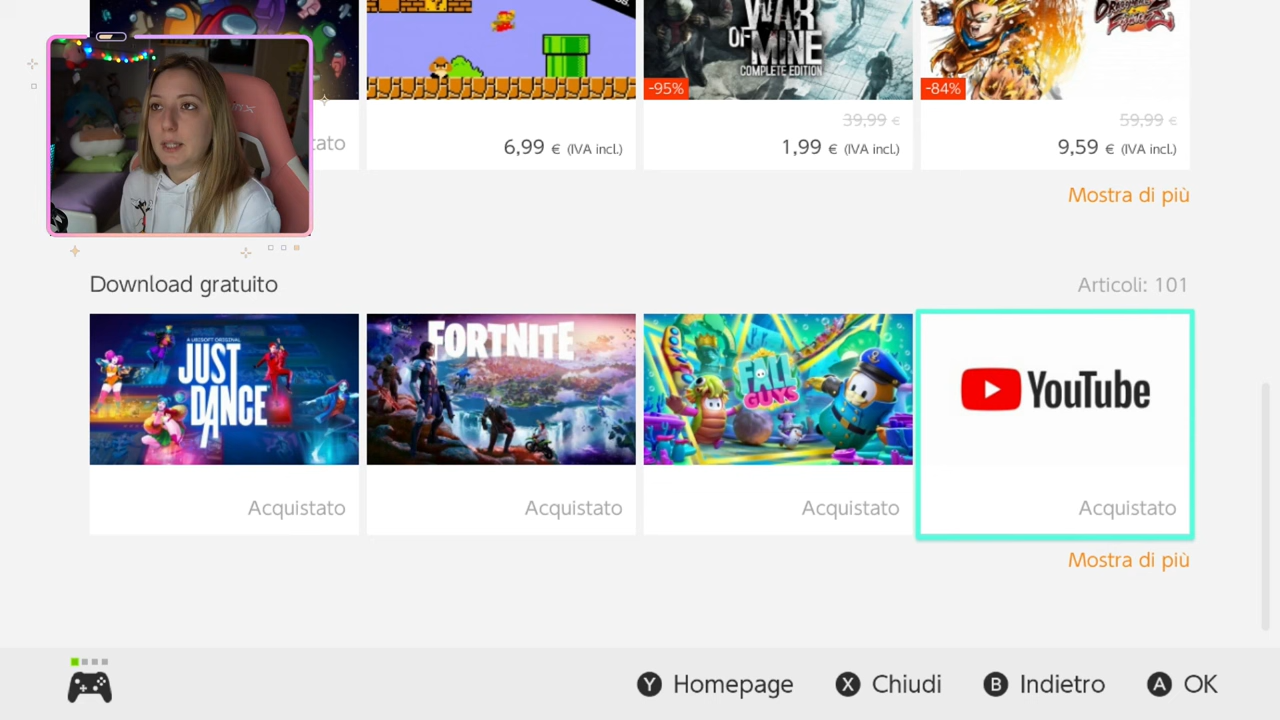 WAR
OF MINE
COMPLETE EDITION
-95%
-84%
39,99 €
59,99 €
6,99 € (IVA incl.)
1,99 € (IVA incl.)
9,59 € (IVA incl.)
Mostra di più
Download gratuito
Articoli: 101
A UBISOFT ORIGINAL
JUST
DANCE
FORTNITE
FALL
GUYS
YouTube
Acquistato
Acquistato
Acquistato
Acquistato
Mostra di più
Y Homepage
X Chiudi
B Indietro
A OK